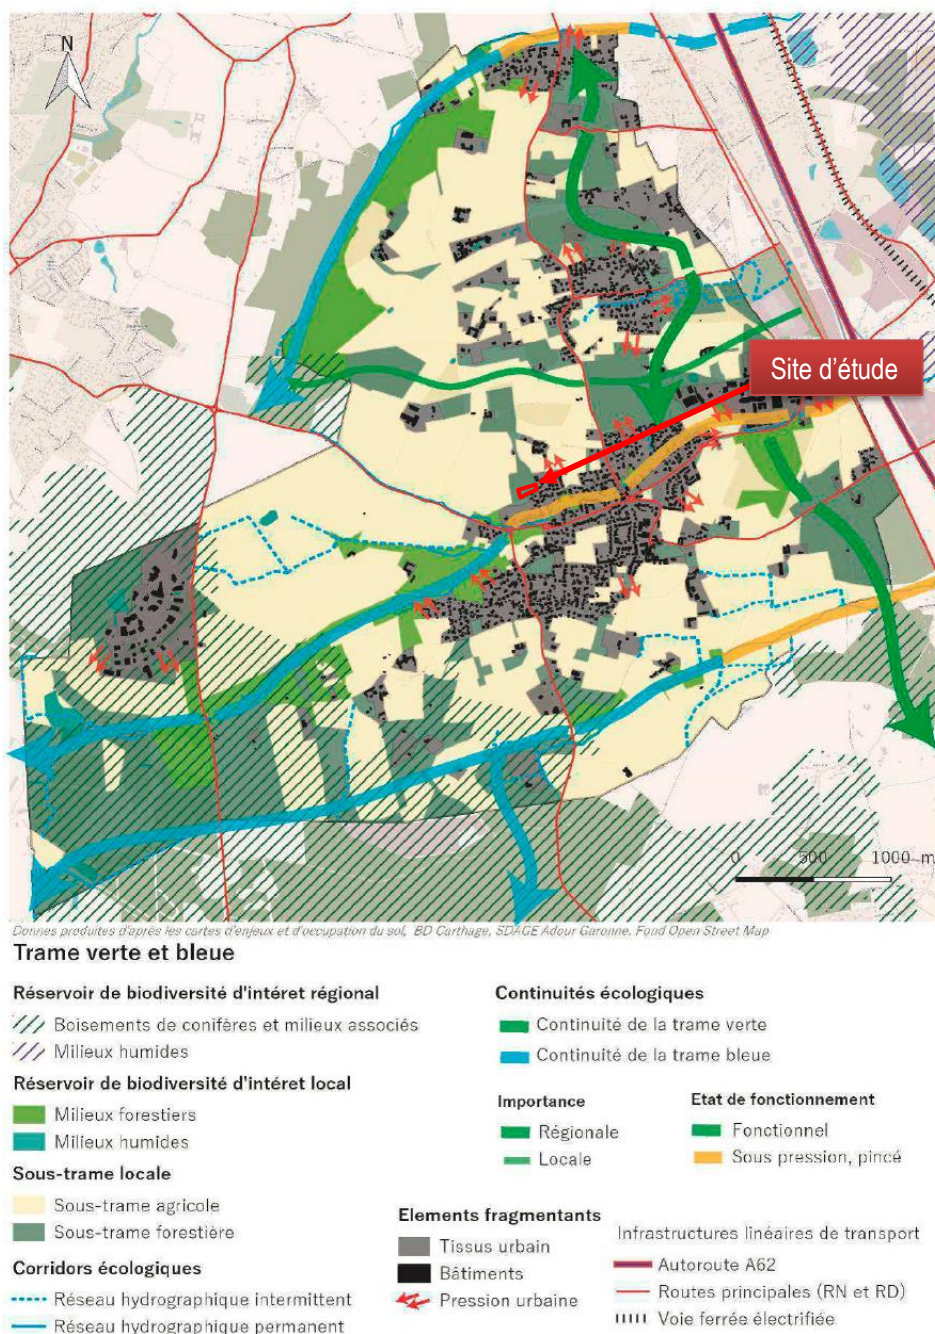 N
Site d'étude
0 500 1000 m
Donnes produites d'après les cartes d'enjeux et d'occupation du sol, BD Carthage, SDAGE Adour Garonne. Fond Open Street Map
Trame verte et bleue
Réservoir de biodiversité d'intéret régional
Boisements de conifères et milieux associés
Milieux humides
Réservoir de biodiversité d'intéret local
Milieux forestiers
Milieux humides
Sous-trame locale
Sous-trame agricole
Sous-trame forestière
Corridors écologiques
Réseau hydrographique intermittent
Réseau hydrographique permanent
Continuités écologiques
Continuité de la trame verte
Continuité de la trame bleue
Importance
Régionale
Locale
Etat de fonctionnement
Fonctionnel
Sous pression, pincé
Elements fragmentants
Tissus urbain
Bâtiments
Pression urbaine
Infrastructures linéaires de transport
Autoroute A62
Routes principales (RN et RD)
Voie ferrée électrifiée